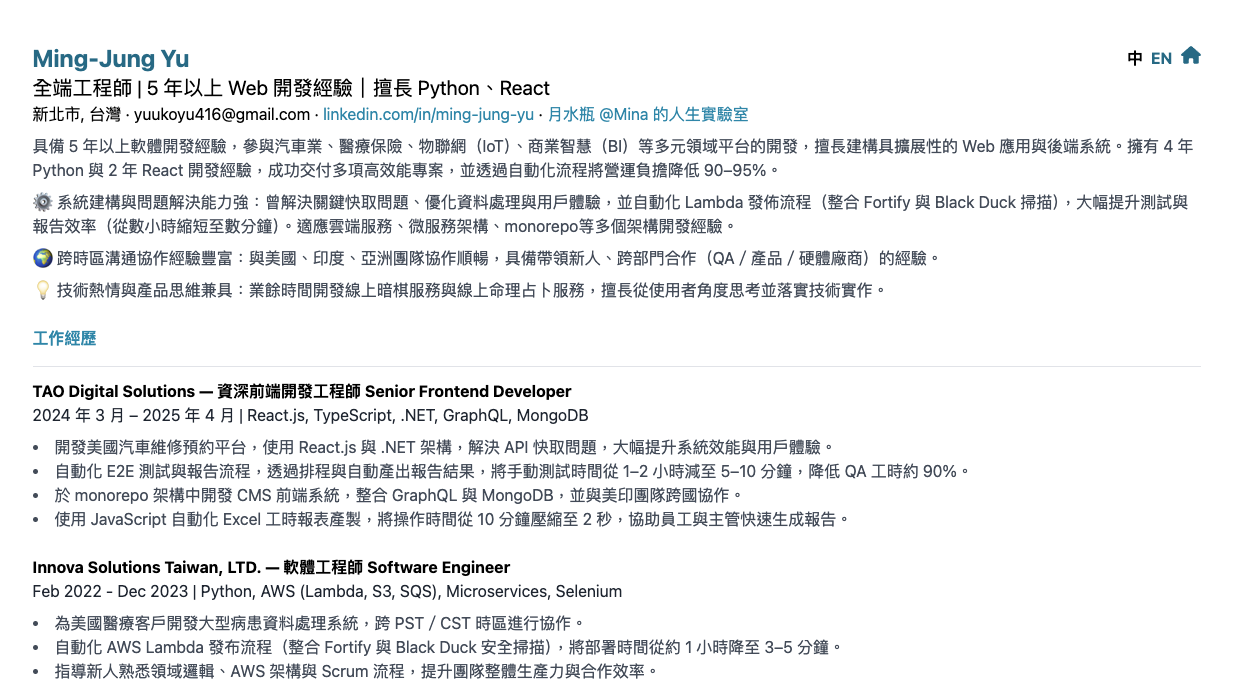 Ming-Jung Yu
中 EN
全端工程師 | 5 年以上 Web 開發經驗｜擅長 Python、React
新北市, 台灣 · yuukoyu416@gmail.com · linkedin.com/in/ming-jung-yu · 月水瓶 @Mina 的人生實驗室
具備 5 年以上軟體開發經驗，參與汽車業、醫療保險、物聯網（IoT）、商業智慧（BI）等多元領域平台的開發，擅長建構具擴展性的 Web 應用與後端系統。擁有 4 年
Python 與 2 年 React 開發經驗，成功交付多項高效能專案，並透過自動化流程將營運負擔降低 90–95%。
⚙️ 系統建構與問題解決能力強：曾解決關鍵快取問題、優化資料處理與用戶體驗，並自動化 Lambda 發佈流程（整合 Fortify 與 Black Duck 掃描），大幅提升測試與
報告效率（從數小時縮短至數分鐘）。適應雲端服務、微服務架構、monorepo等多個架構開發經驗。
🌍 跨時區溝通協作經驗豐富：與美國、印度、亞洲團隊協作順暢，具備帶領新人、跨部門合作（QA / 產品 / 硬體廠商）的經驗。
💡 技術熱情與產品思維兼具：業餘時間開發線上暗棋服務與線上命理占卜服務，擅長從使用者角度思考並落實技術實作。
工作經歷
TAO Digital Solutions — 資深前端開發工程師 Senior Frontend Developer
2024 年 3 月 – 2025 年 4 月 | React.js, TypeScript, .NET, GraphQL, MongoDB
• 開發美國汽車維修預約平台，使用 React.js 與 .NET 架構，解決 API 快取問題，大幅提升系統效能與用戶體驗。
• 自動化 E2E 測試與報告流程，透過排程與自動產出報告結果，將手動測試時間從 1–2 小時減至 5–10 分鐘，降低 QA 工時約 90%。
• 於 monorepo 架構中開發 CMS 前端系統，整合 GraphQL 與 MongoDB，並與美印團隊跨國協作。
• 使用 JavaScript 自動化 Excel 工時報表產製，將操作時間從 10 分鐘壓縮至 2 秒，協助員工與主管快速生成報告。
Innova Solutions Taiwan, LTD. — 軟體工程師 Software Engineer
Feb 2022 - Dec 2023 | Python, AWS (Lambda, S3, SQS), Microservices, Selenium
• 為美國醫療客戶開發大型病患資料處理系統，跨 PST / CST 時區進行協作。
• 自動化 AWS Lambda 發布流程（整合 Fortify 與 Black Duck 安全掃描），將部署時間從約 1 小時降至 3–5 分鐘。
• 指導新人熟悉領域邏輯、AWS 架構與 Scrum 流程，提升團隊整體生產力與合作效率。